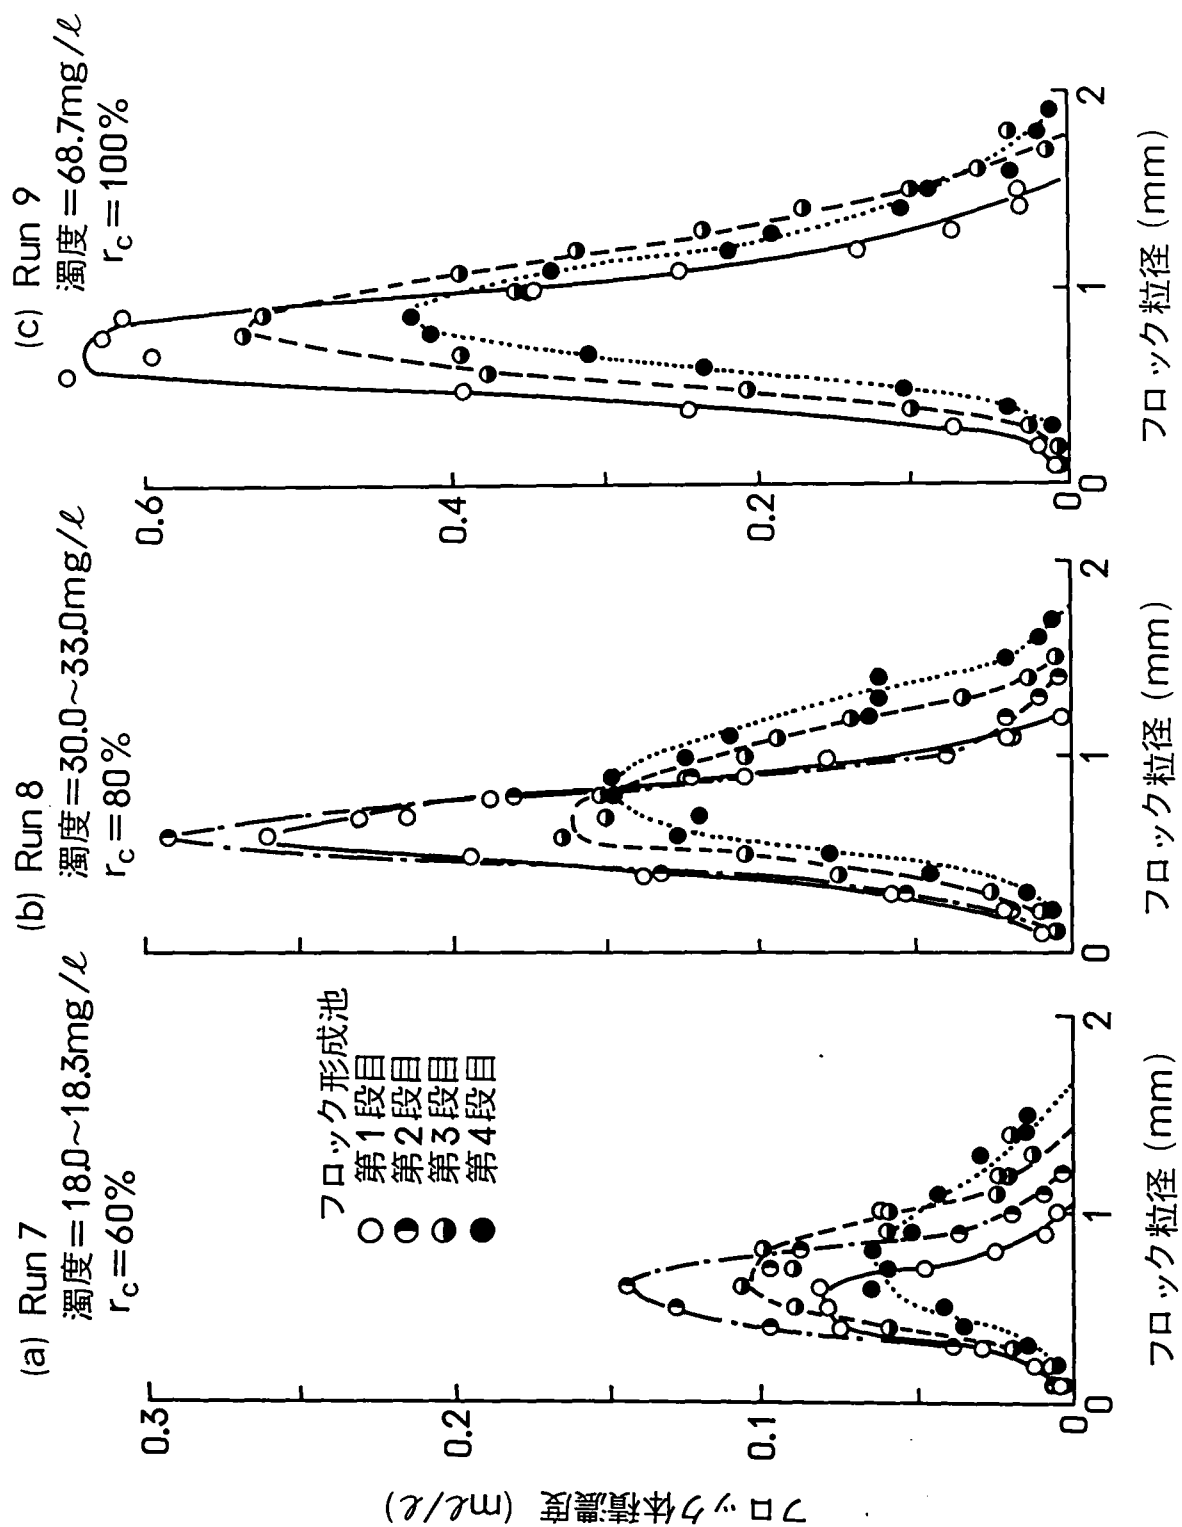 (a) Run 7
濁度=18.0~18.3mg/ℓ
rc=60%
(b) Run 8
濁度=30.0~33.0mg/ℓ
rc=80%
(c) Run 9
濁度=68.7mg/ℓ
rc=100%
フロック形成池
第1段目
第2段目
第3段目
第4段目
フロック体積濃度 (mℓ/ℓ)
0.3
0.2
0.1
0
0
1
2
フロック粒径 (mm)
0
1
2
フロック粒径 (mm)
0.6
0.4
0.2
0
0
1
2
フロック粒径 (mm)